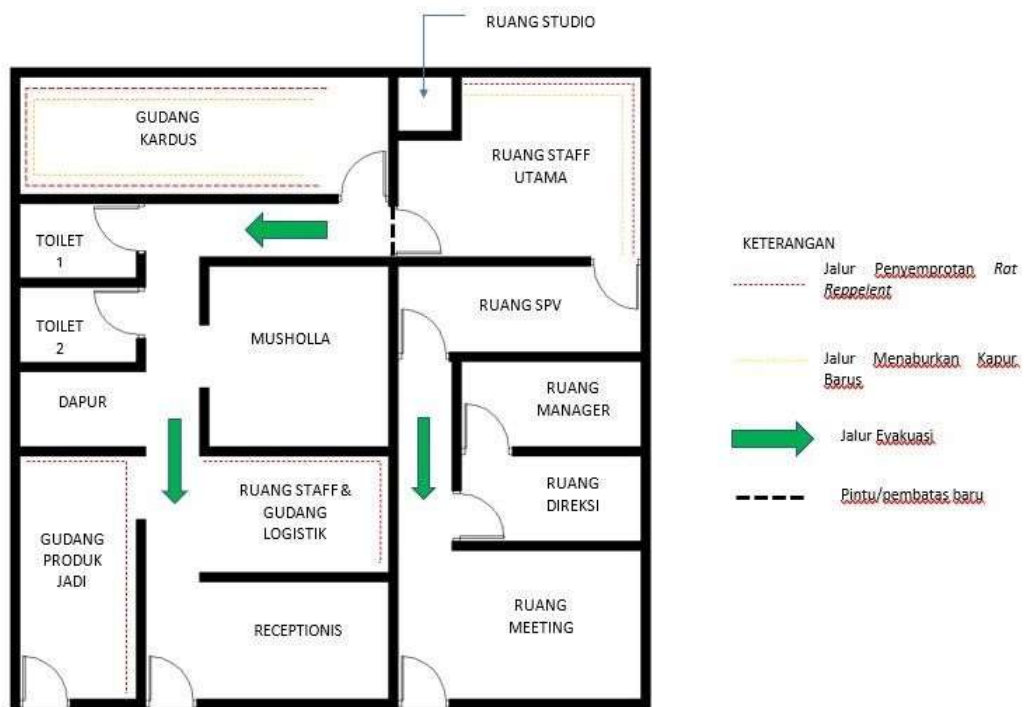 RUANG STUDIO
GUDANG
KARDUS
RUANG STAFF
UTAMA
TOILET
1
TOILET
2
MUSHOLLA
RUANG SPV
DAPUR
RUANG
MANAGER
RUANG STAFF &
GUDANG
LOGISTIK
RUANG
DIREKSI
GUDANG
PRODUK
JADI
RECEPTIONIS
RUANG
MEETING
KETERANGAN
Jalur Penyemprotan Rat
Reppelent
Jalur Menaburkan Kapur
Barus
Jalur Evakuasi
Pintu/pembatas baru